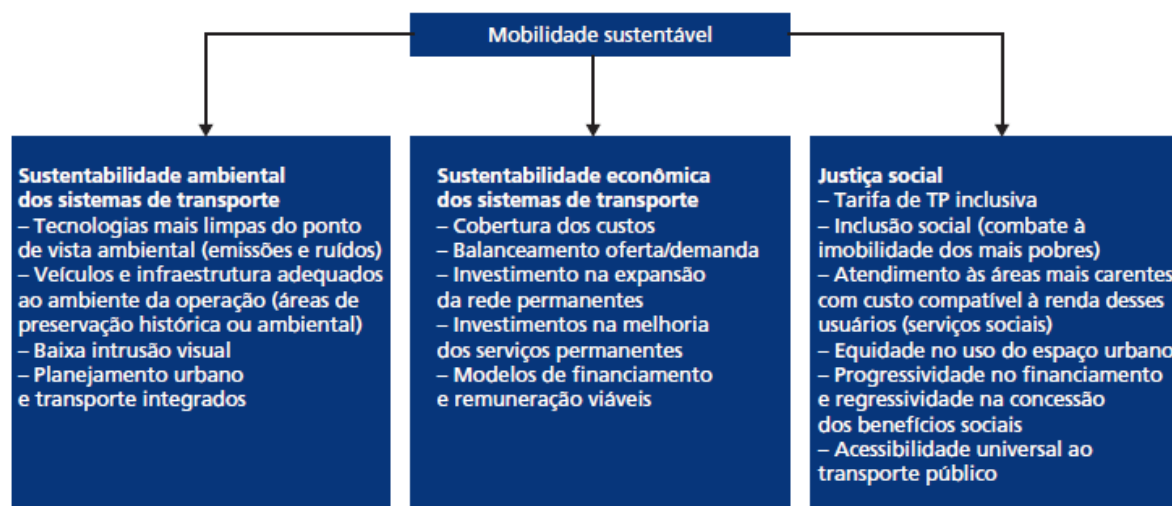 Mobilidade sustentável
Sustentabilidade ambiental
dos sistemas de transporte
– Tecnologias mais limpas do ponto
de vista ambiental (emissões e ruídos)
– Veículos e infraestrutura adequados
ao ambiente da operação (áreas de
preservação histórica ou ambiental)
– Baixa intrusão visual
– Planejamento urbano
e transporte integrados
Sustentabilidade econômica
dos sistemas de transporte
– Cobertura dos custos
– Balanceamento oferta/demanda
– Investimento na expansão
da rede permanentes
– Investimentos na melhoria
dos serviços permanentes
– Modelos de financiamento
e remuneração viáveis
Justiça social
– Tarifa de TP inclusiva
– Inclusão social (combate à
imobilidade dos mais pobres)
– Atendimento às áreas mais carentes
com custo compatível à renda desses
usuários (serviços sociais)
– Equidade no uso do espaço urbano
– Progressividade no financiamento
e regressividade na concessão
dos benefícios sociais
– Acessibilidade universal ao
transporte público